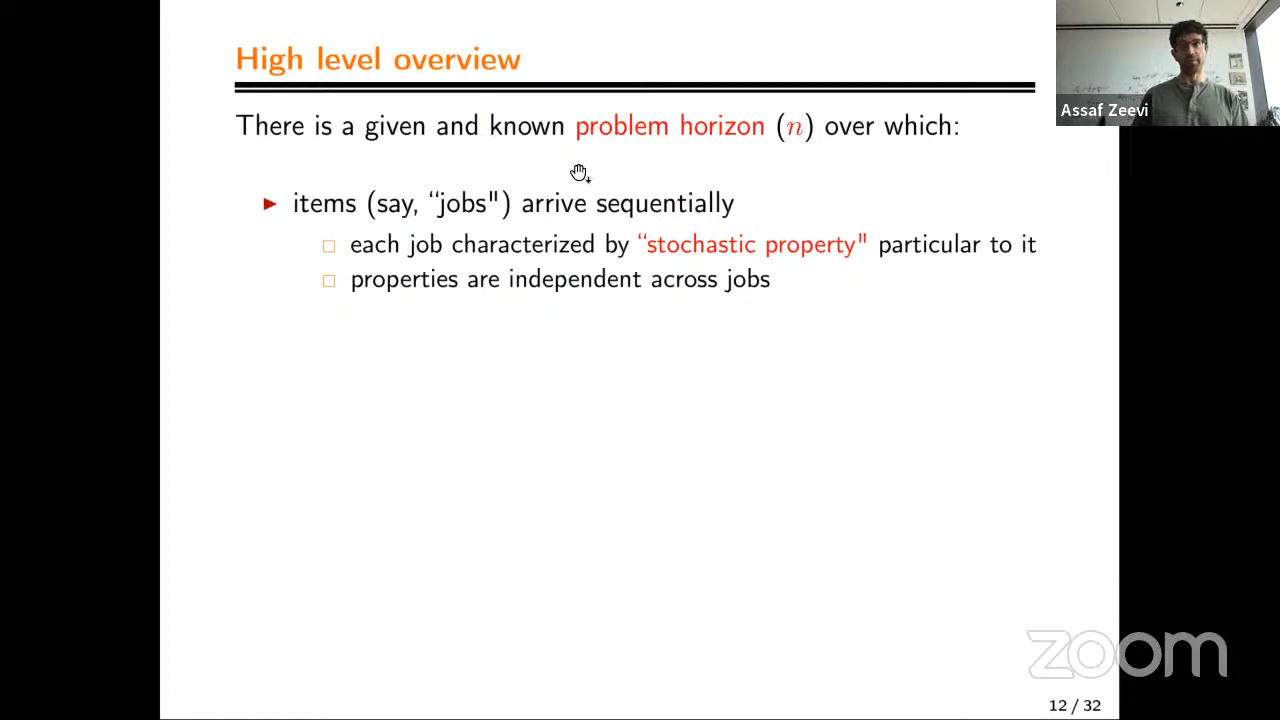 High level overview
There is a given and known problem horizon (n) over which:
▶ items (say, “jobs") arrive sequentially
□ each job characterized by “stochastic property" particular to it
□ properties are independent across jobs
Assaf Zeevi
zoom
12 / 32